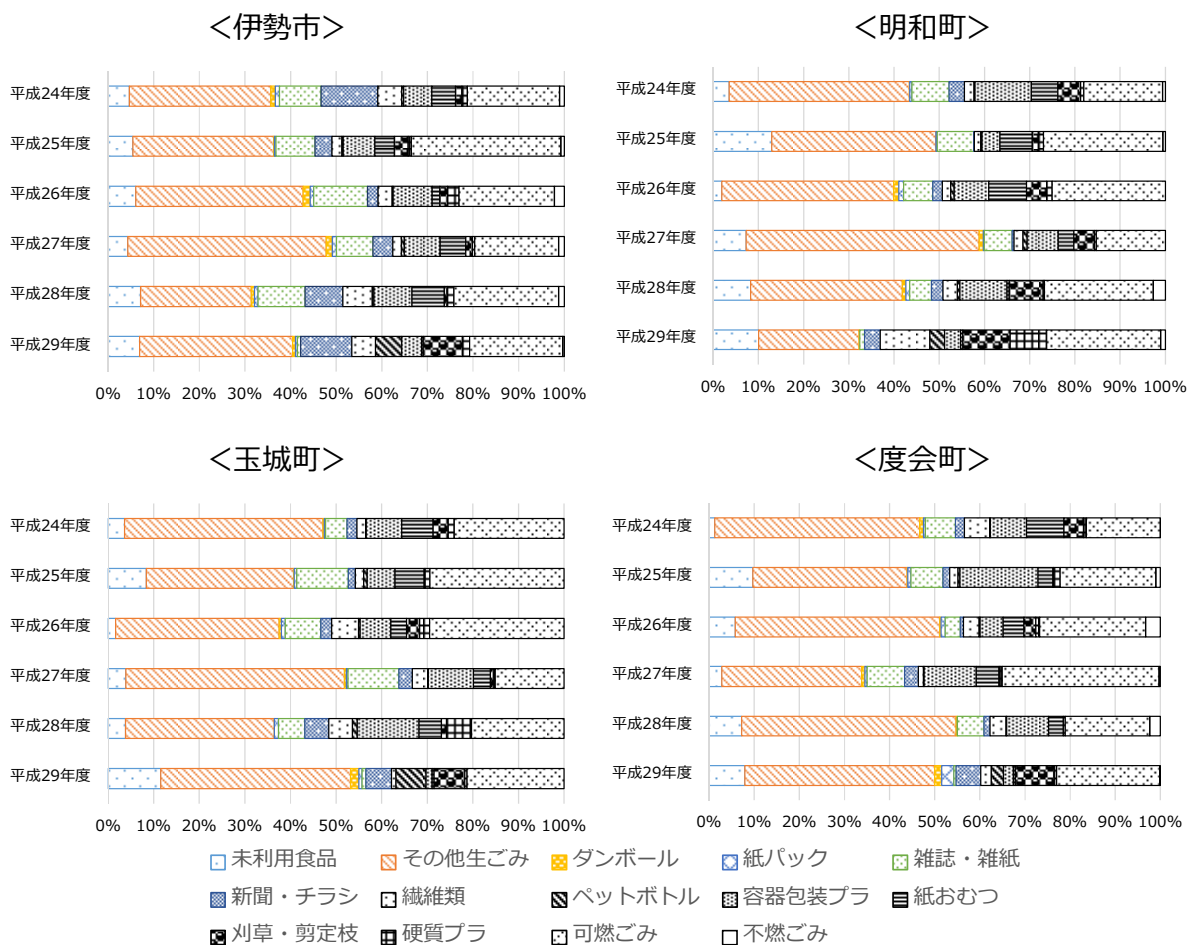 ＜伊勢市＞
平成24年度
平成25年度
平成26年度
平成27年度
平成28年度
平成29年度
0% 10% 20% 30% 40% 50% 60% 70% 80% 90% 100%
＜明和町＞
平成24年度
平成25年度
平成26年度
平成27年度
平成28年度
平成29年度
0% 10% 20% 30% 40% 50% 60% 70% 80% 90% 100%
＜玉城町＞
平成24年度
平成25年度
平成26年度
平成27年度
平成28年度
平成29年度
0% 10% 20% 30% 40% 50% 60% 70% 80% 90% 100%
＜度会町＞
平成24年度
平成25年度
平成26年度
平成27年度
平成28年度
平成29年度
0% 10% 20% 30% 40% 50% 60% 70% 80% 90% 100%
未利用食品 その他生ごみ ダンボール 紙パック 雑誌・雑紙
新聞・チラシ 繊維類 ペットボトル 容器包装プラ 紙おむつ
刈草・剪定枝 硬質プラ 可燃ごみ 不燃ごみ